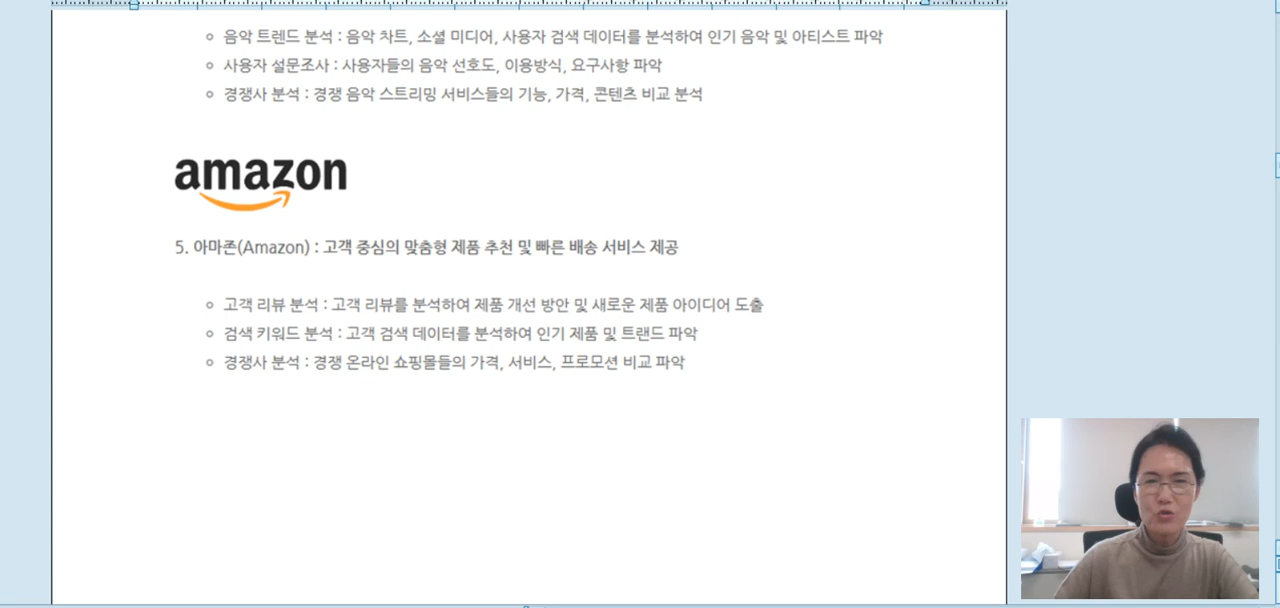 음악 트렌드 분석 : 음악 차트, 소셜 미디어, 사용자 검색 데이터를 분석하여 인기 음악 및 아티스트 파악
사용자 설문조사 : 사용자들의 음악 선호도, 이용방식, 요구사항 파악
경쟁사 분석 : 경쟁 음악 스트리밍 서비스들의 기능, 가격, 콘텐츠 비교 분석
amazon
5. 아마존(Amazon) : 고객 중심의 맞춤형 제품 추천 및 빠른 배송 서비스 제공
고객 리뷰 분석 : 고객 리뷰를 분석하여 제품 개선 방안 및 새로운 제품 아이디어 도출
검색 키워드 분석 : 고객 검색 데이터를 분석하여 인기 제품 및 트랜드 파악
경쟁사 분석 : 경쟁 온라인 쇼핑몰들의 가격, 서비스, 프로모션 비교 파악